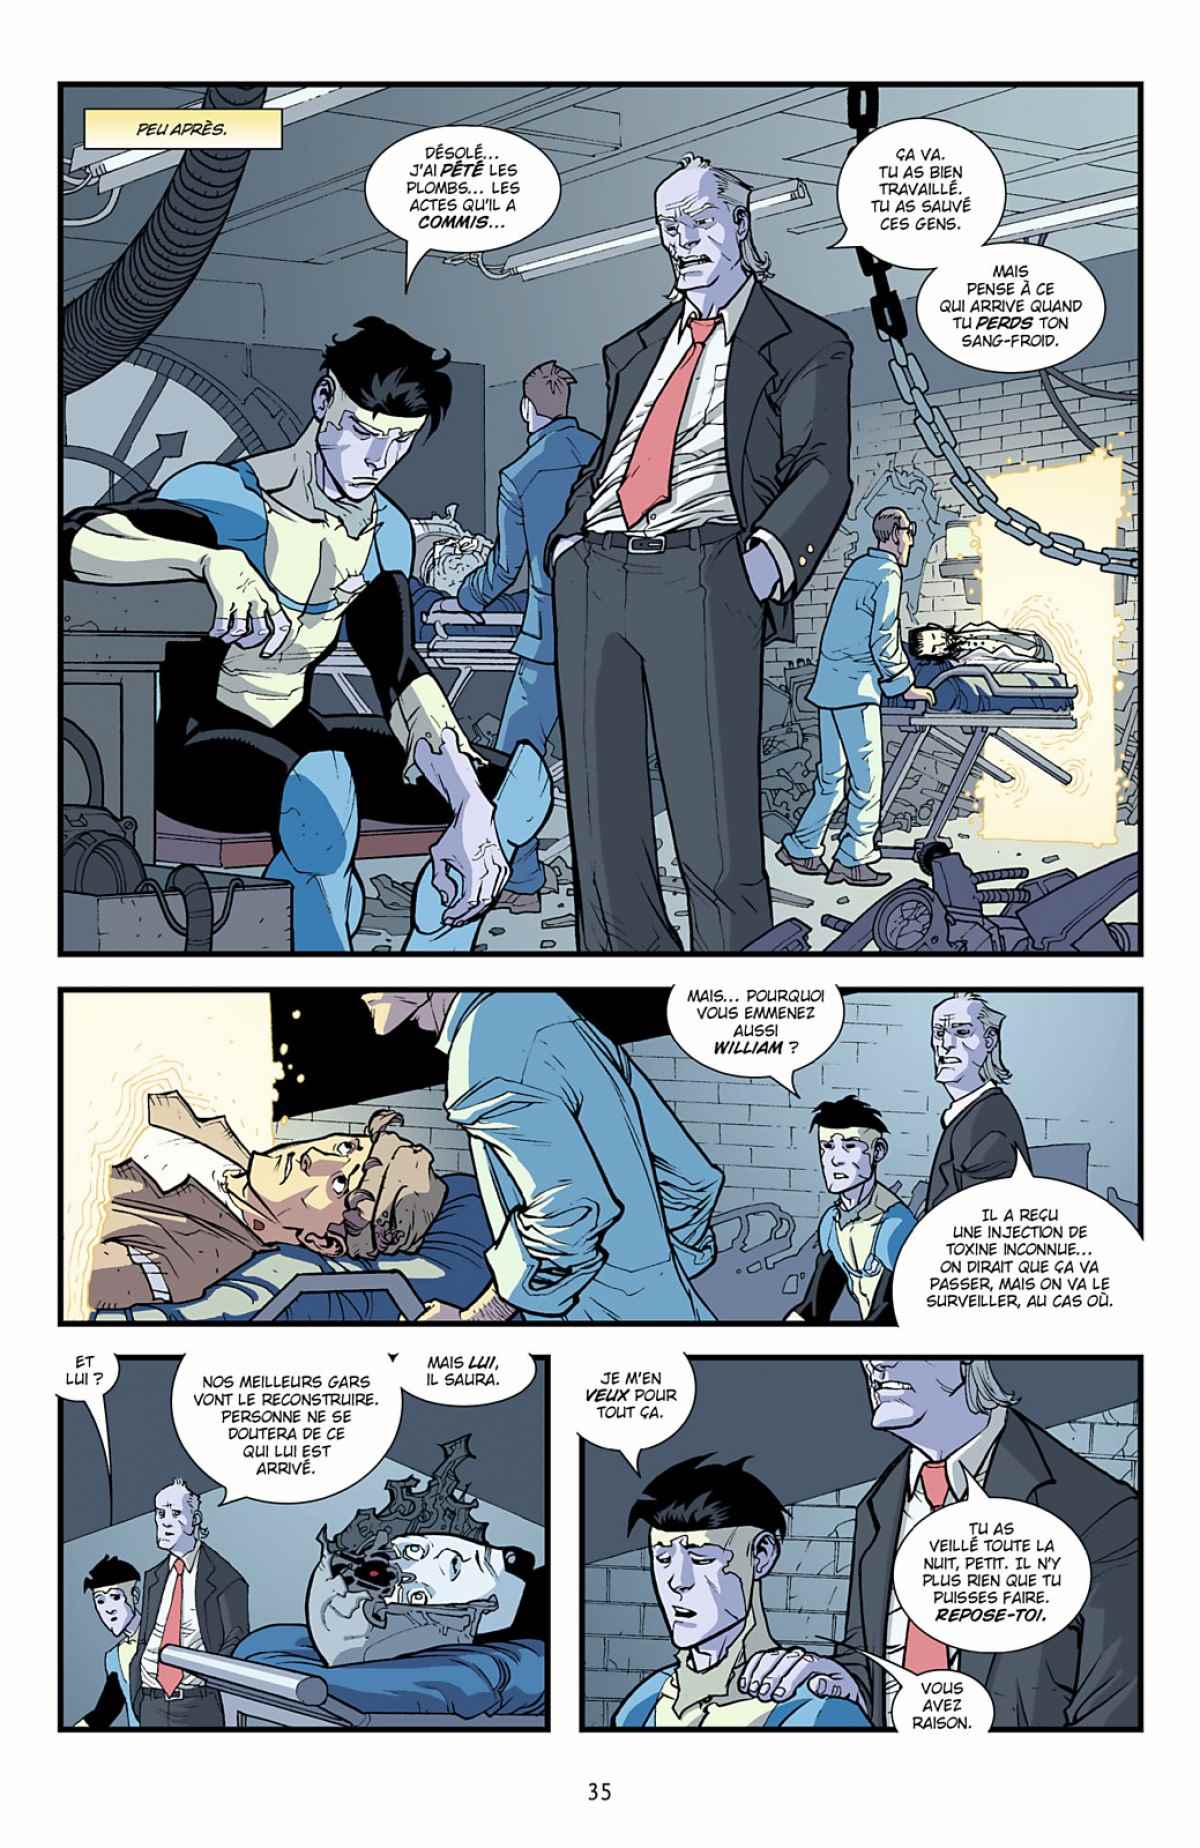 PEU APRÈS.
DÉSOLÉ...
J'AI PÉTÉ LES
PLOMBS... LES
ACTES QU'IL A
COMMIS...
ÇA VA.
TU AS BIEN
TRAVAILLÉ.
TU AS SAUVÉ
CES GENS.
MAIS
PENSE À CE
QUI ARRIVE QUAND
TU PERDS TON
SANG-FROID.
MAIS... POURQUOI
VOUS EMMENEZ
AUSSI
WILLIAM ?
IL A REÇU
UNE INJECTION DE
TOXINE INCONNUE...
ON DIRAIT QUE ÇA VA
PASSER, MAIS ON VA LE
SURVEILLER, AU CAS OÙ.
ET
LUI ?
NOS MEILLEURS GARS
VONT LE RECONSTRUIRE.
PERSONNE NE SE
DOUTERA DE CE
QUI LUI EST
ARRIVÉ.
MAIS LUI,
IL SAURA.
JE M'EN
VEUX POUR
TOUT ÇA.
TU AS
VEILLÉ TOUTE LA
NUIT, PETIT. IL N'Y
PLUS RIEN QUE TU
PUISSES FAIRE.
REPOSE-TOI.
VOUS
AVEZ
RAISON.
35